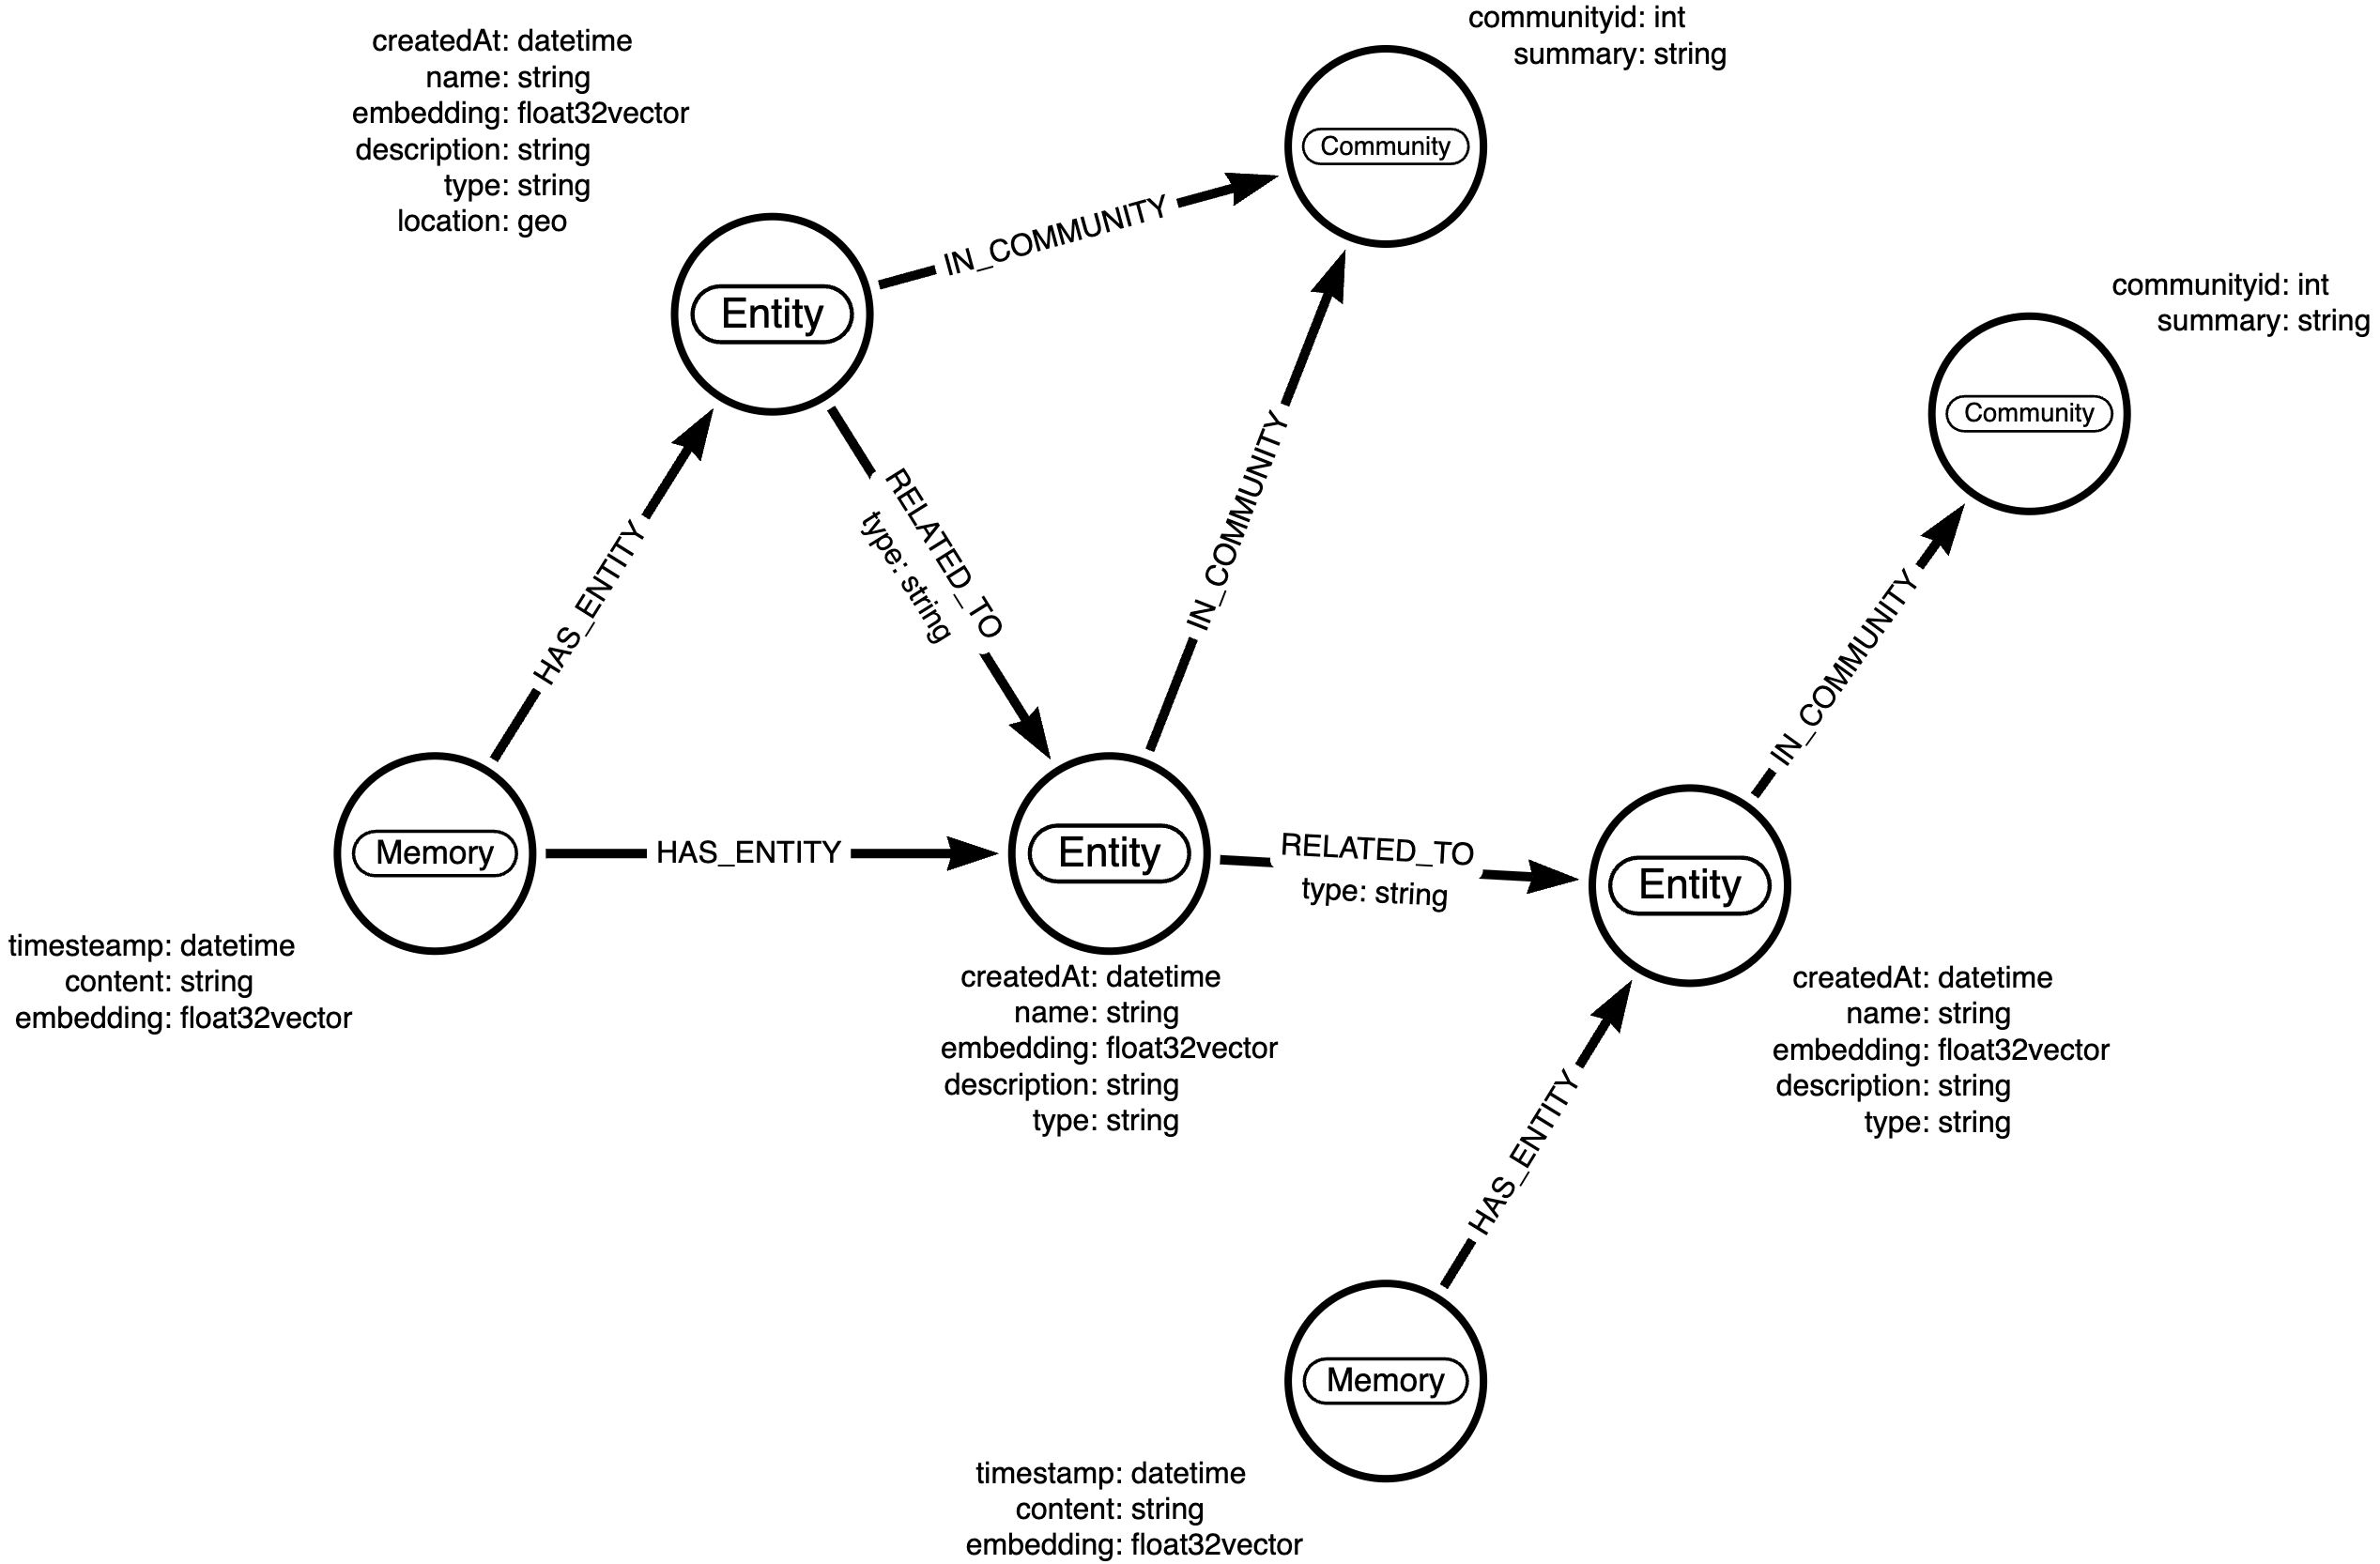 communityid: int
summary: string
createdAt: datetime
name: string
embedding: float32vector
description: string
type: string
location: geo
Community
IN_COMMUNITY
Entity
communityid: int
summary: string
Community
RELATED_TO
type: string
IN_COMMUNITY
HAS_ENTITY
IN_COMMUNITY
Memory
HAS_ENTITY
Entity
RELATED_TO
type: string
Entity
timesteamp: datetime
content: string
embedding: float32vector
createdAt: datetime
name: string
embedding: float32vector
description: string
type: string
createdAt: datetime
name: string
embedding: float32vector
description: string
type: string
HAS_ENTITY
Memory
timestamp: datetime
content: string
embedding: float32vector